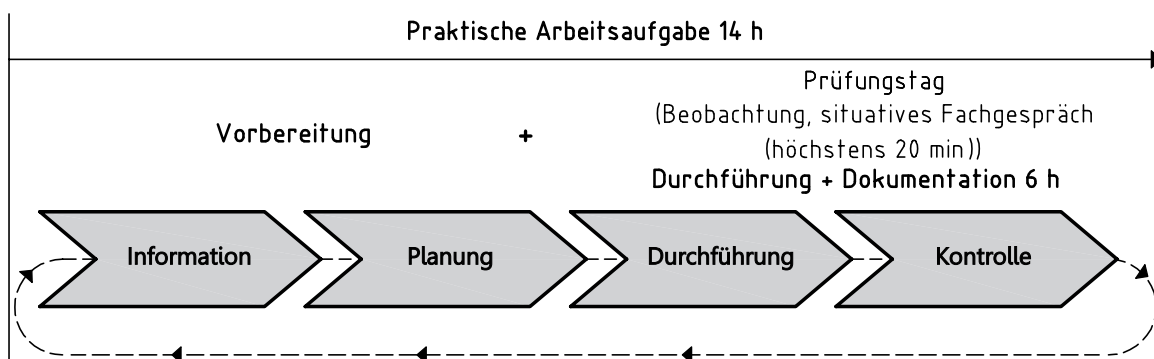 Praktische Arbeitsaufgabe 14 h
Prüfungstag
(Beobachtung, situatives Fachgespräch
Vorbereitung + (höchstens 20 min))
Durchführung + Dokumentation 6 h
Information Planung Durchführung Kontrolle